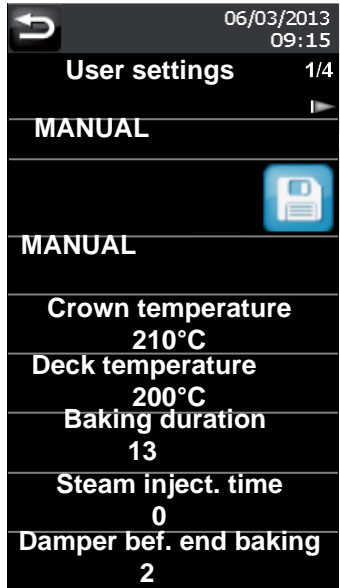 06/03/2013
09:15
User settings 1/4
MANUAL
MANUAL
Crown temperature
210°C
Deck temperature
200°C
Baking duration
13
Steam inject. time
0
Damper bef. end baking
2